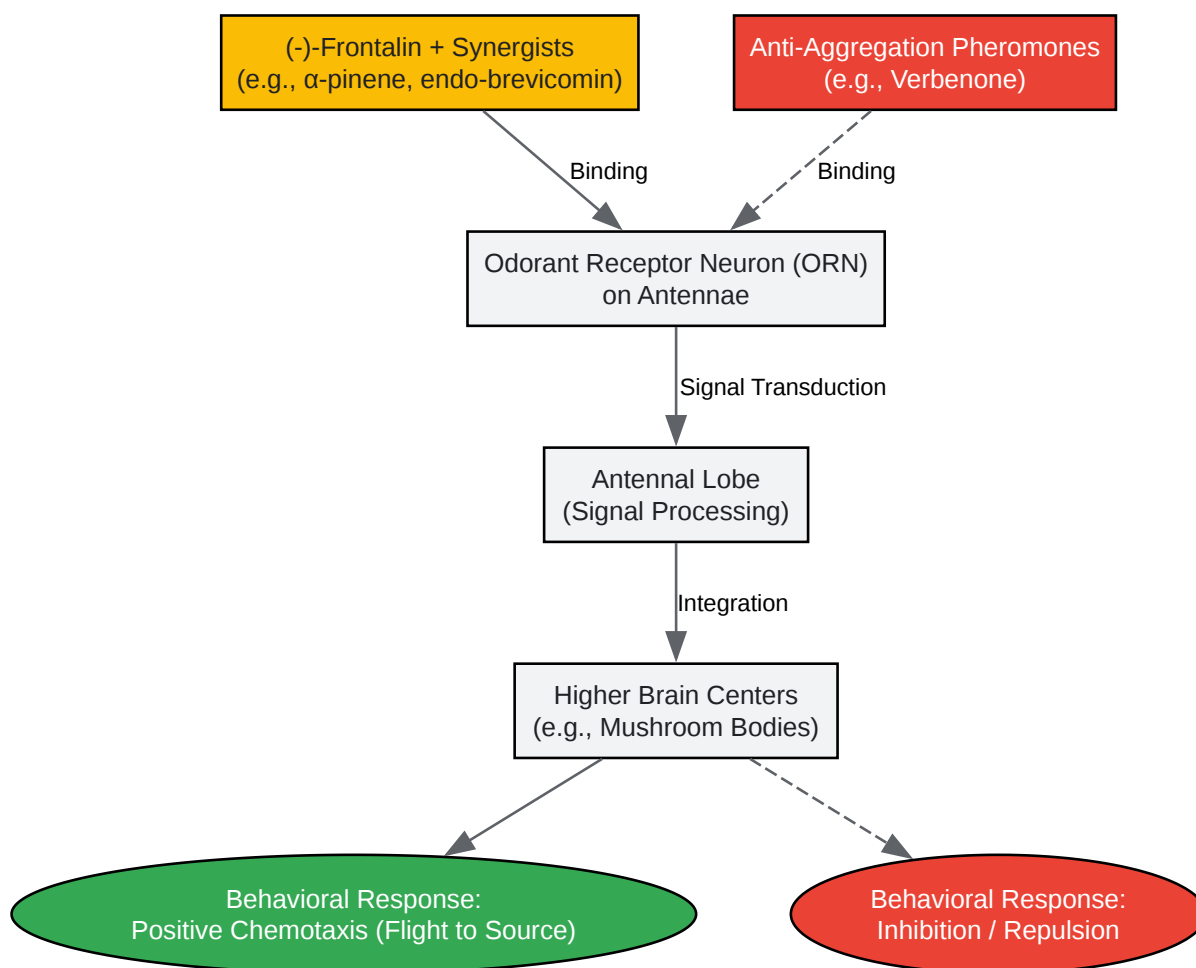 (-)-Frontalin + Synergists
(e.g., α-pinene, endo-brevicomin)
Anti-Aggregation Pheromones
(e.g., Verbenone)
Binding
Binding
Odorant Receptor Neuron (ORN)
on Antennae
Signal Transduction
Antennal Lobe
(Signal Processing)
Integration
Higher Brain Centers
(e.g., Mushroom Bodies)
Behavioral Response:
Positive Chemotaxis (Flight to Source)
Behavioral Response:
Inhibition / Repulsion